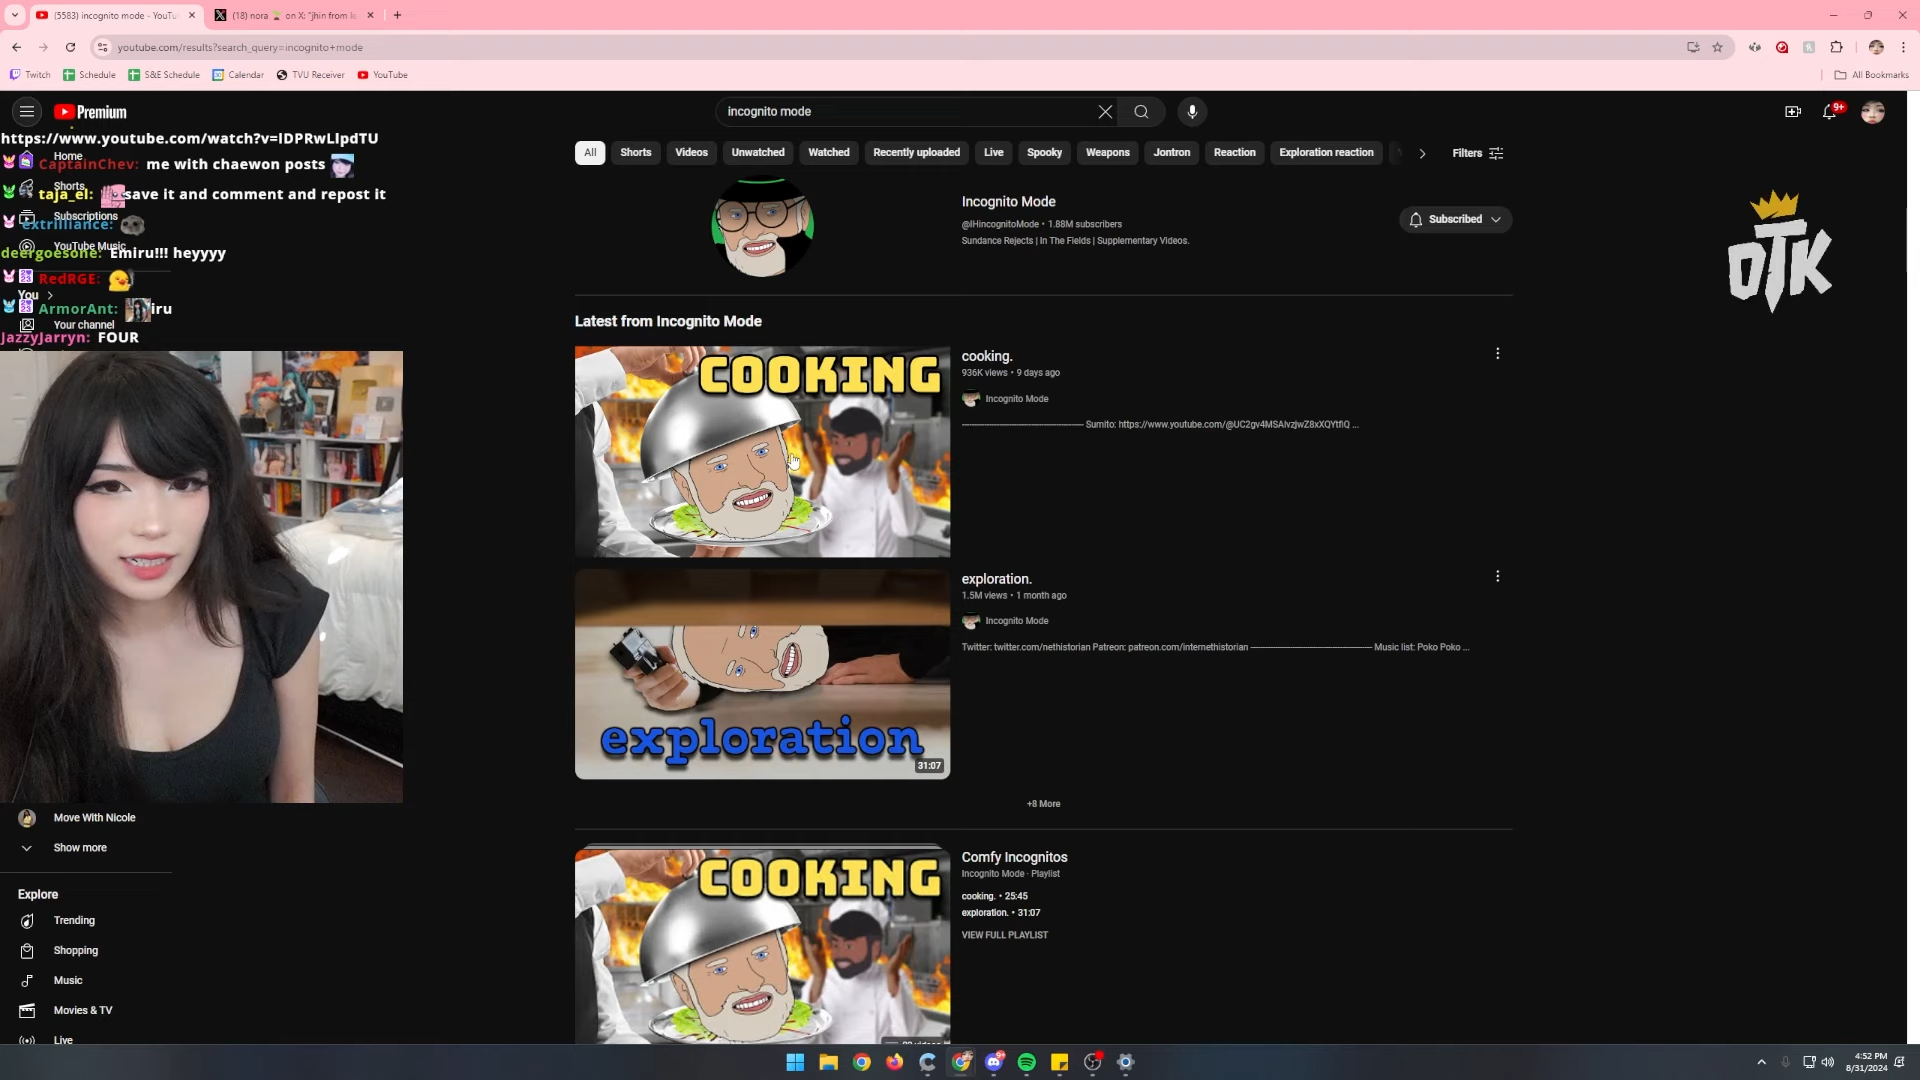 (5583) incognito mode - YouTu
(18) nora on X: "jhin from le
youtube.com/results?search_query=incognito+mode
Twitch
Schedule
S&E Schedule
Calendar
TVU Receiver
YouTube
All Bookmarks
Premium
incognito mode
9+
https://www.youtube.com/watch?v=IDPRwLIpdTU
Home
CaptainChev: me with chaewon posts
Shorts
taja_el: save it and comment and repost it
Subscriptions
extrilliance:
YouTube Music
deergoesone: Emiru!!! heyyyy
RedRGE:
You
ArmorAnt: iru
Your channel
JazzyJarryn: FOUR
All
Shorts
Videos
Unwatched
Watched
Recently uploaded
Live
Spooky
Weapons
Jontron
Reaction
Exploration reaction
Filters
Incognito Mode
@IHincognitoMode • 1.88M subscribers
Sundance Rejects | In The Fields | Supplementary Videos.
Subscribed
OTK
Latest from Incognito Mode
COOKING
cooking.
936K views • 9 days ago
Incognito Mode
Sumito: https://www.youtube.com/@UC2gv4MSAIvzjwZ8xXQYtfiQ ...
exploration
31:07
exploration.
1.5M views • 1 month ago
Incognito Mode
Twitter: twitter.com/nethistorian Patreon: patreon.com/internethistorian Music list: Poko Poko ...
+8 More
COOKING
Comfy Incognitos
Incognito Mode · Playlist
cooking. • 25:45
exploration. • 31:07
VIEW FULL PLAYLIST
Move With Nicole
Show more
Explore
Trending
Shopping
Music
Movies & TV
Live
4:52 PM
8/31/2024